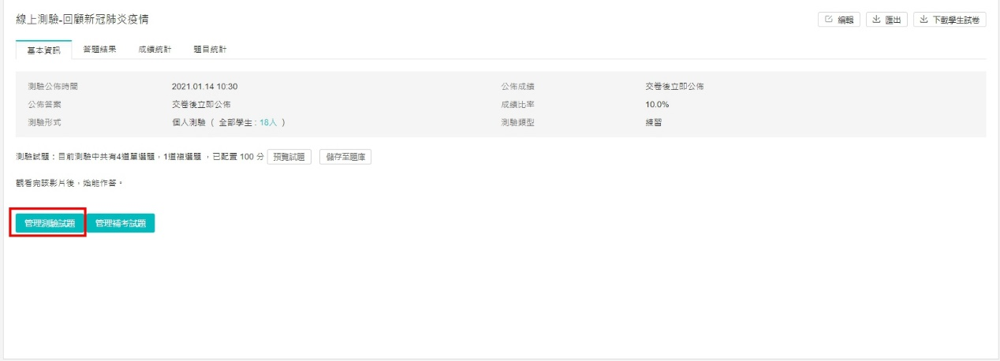 線上測驗-回顧新冠肺炎疫情
編輯 匯出 下載學生試卷
基本資訊 答題結果 成績統計 題目統計
測驗公佈時間 2021.01.14 10:30 公佈成績 交卷後立即公佈
公佈答案 交卷後立即公佈 成績比率 10.0%
測驗形式 個人測驗 ( 全部學生 : 18人 ) 測驗類型 練習
測驗試題：目前測驗中共有4道單選題，1道複選題 ，已配置 100 分 預覽試題 儲存至題庫
觀看完該影片後，始能作答。
管理測驗試題 管理補考試題